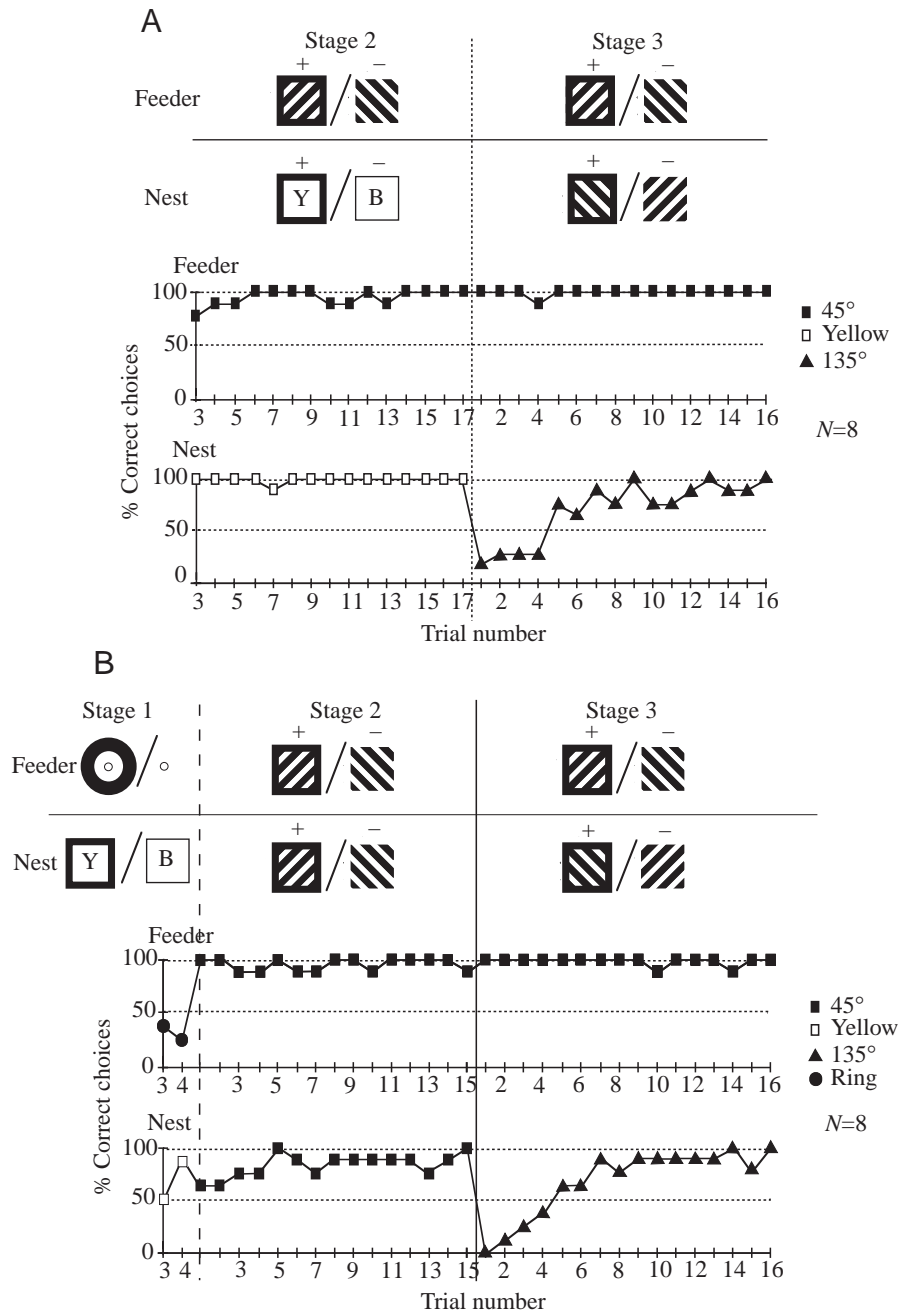 A
Stage 2 Stage 3
+ − + −
Feeder
+ − + −
Nest Y B
Feeder
100
50
0
3 5 7 9 11 13 15 17 2 4 6 8 10 12 14 16
45°
Yellow
135°
N=8
% Correct choices
Nest
100
50
0
3 5 7 9 11 13 15 17 2 4 6 8 10 12 14 16
Trial number
B
Stage 1 Stage 2 Stage 3
+ − + −
Feeder
+ − + −
Nest Y B
Feeder
100
50
0
3 4 3 5 7 9 11 13 15 2 4 6 8 10 12 14 16
45°
Yellow
135°
Ring
N=8
% Correct choices
Nest
100
50
0
3 4 3 5 7 9 11 13 15 2 4 6 8 10 12 14 16
Trial number